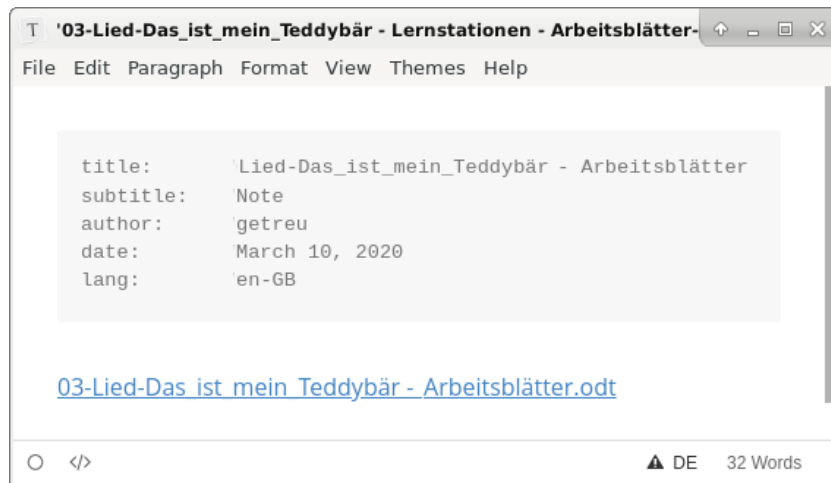 T '03-Lied-Das_ist_mein_Teddybär - Lernstationen - Arbeitsblätter-
File Edit Paragraph Format View Themes Help
title: 'Lied-Das_ist_mein_Teddybär - Arbeitsblätter
subtitle: 'Note
author: 'getreu
date: 'March 10, 2020
lang: 'en-GB
03-Lied-Das_ist_mein_Teddybär - Arbeitsblätter.odt
</> DE 32 Words